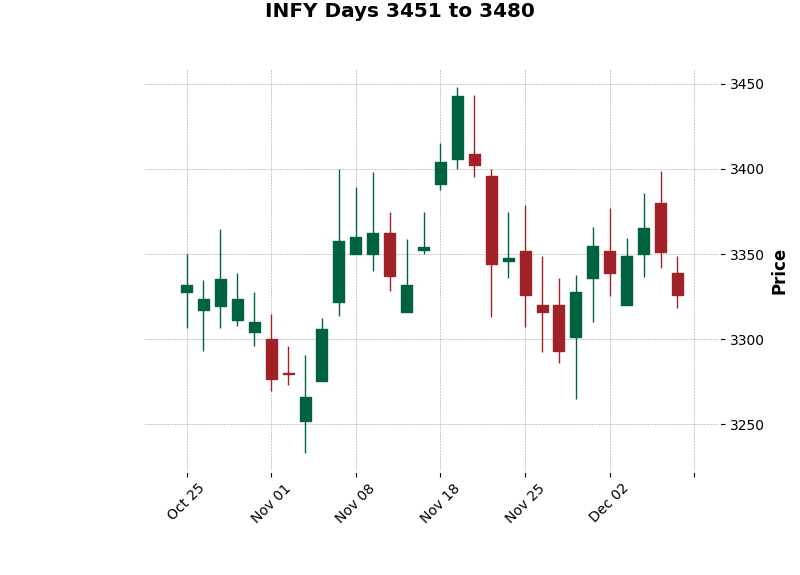 INFY Days 3451 to 3480
3450
3400
3350
3300
3250
Price
Oct 25
Nov 01
Nov 08
Nov 18
Nov 25
Dec 02